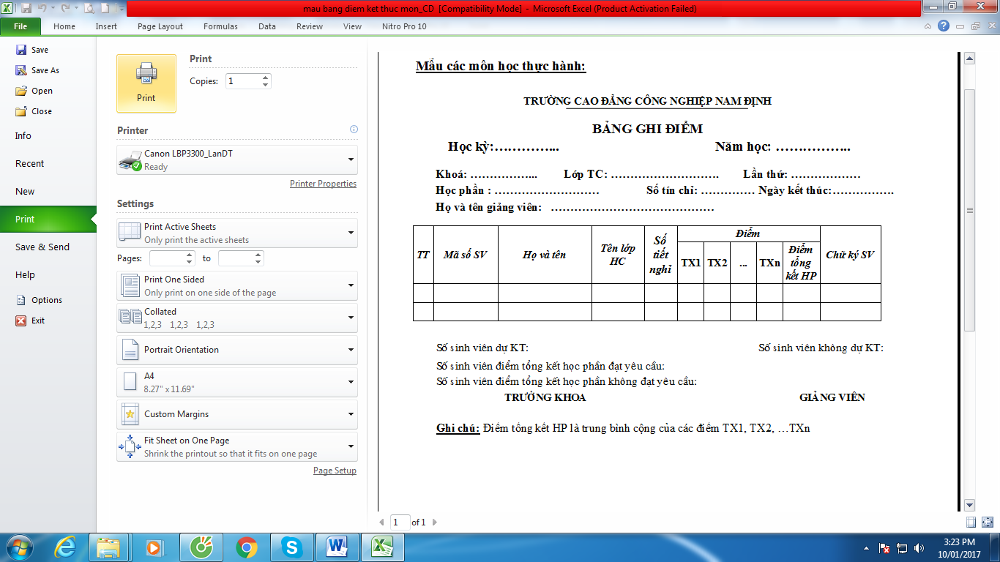 mau bang diem ket thuc mon_CD [Compatibility Mode] - Microsoft Excel (Product Activation Failed)
File Home Insert Page Layout Formulas Data Review View Nitro Pro 10
Save
Save As
Open
Close
Info
Recent
New
Print
Save & Send
Help
Options
Exit
Print
Print
Copies: 1
Printer
Canon LBP3300_LanDT
Ready
Printer Properties
Settings
Print Active Sheets
Only print the active sheets
Pages: to
Print One Sided
Only print on one side of the page
Collated
1,2,3 1,2,3 1,2,3
Portrait Orientation
A4
8.27" x 11.69"
Custom Margins
Fit Sheet on One Page
Shrink the printout so that it fits on one page
Page Setup
Mẫu các môn học thực hành:
TRƯỜNG CAO ĐẲNG CÔNG NGHIỆP NAM ĐỊNH
BẢNG GHI ĐIỂM
Học kỳ:………….. Năm học: ……………..
Khoá: …………….. Lớp TC: ………………………. Lần thứ: ………………
Học phần : ……………………… Số tín chỉ: ………….. Ngày kết thúc:…………….
Họ và tên giảng viên: ……………………………………
TT Mã số SV Họ và tên Tên lớp HC Số tiết nghỉ Điểm Chữ ký SV
TX1 TX2 ... TXn Điểm tổng kết HP
Số sinh viên dự KT: Số sinh viên không dự KT:
Số sinh viên điểm tổng kết học phần đạt yêu cầu:
Số sinh viên điểm tổng kết học phần không đạt yêu cầu:
TRƯỞNG KHOA GIẢNG VIÊN
Ghi chú: Điểm tổng kết HP là trung bình cộng của các điểm TX1, TX2, …TXn
1 of 1
3:23 PM
10/01/2017